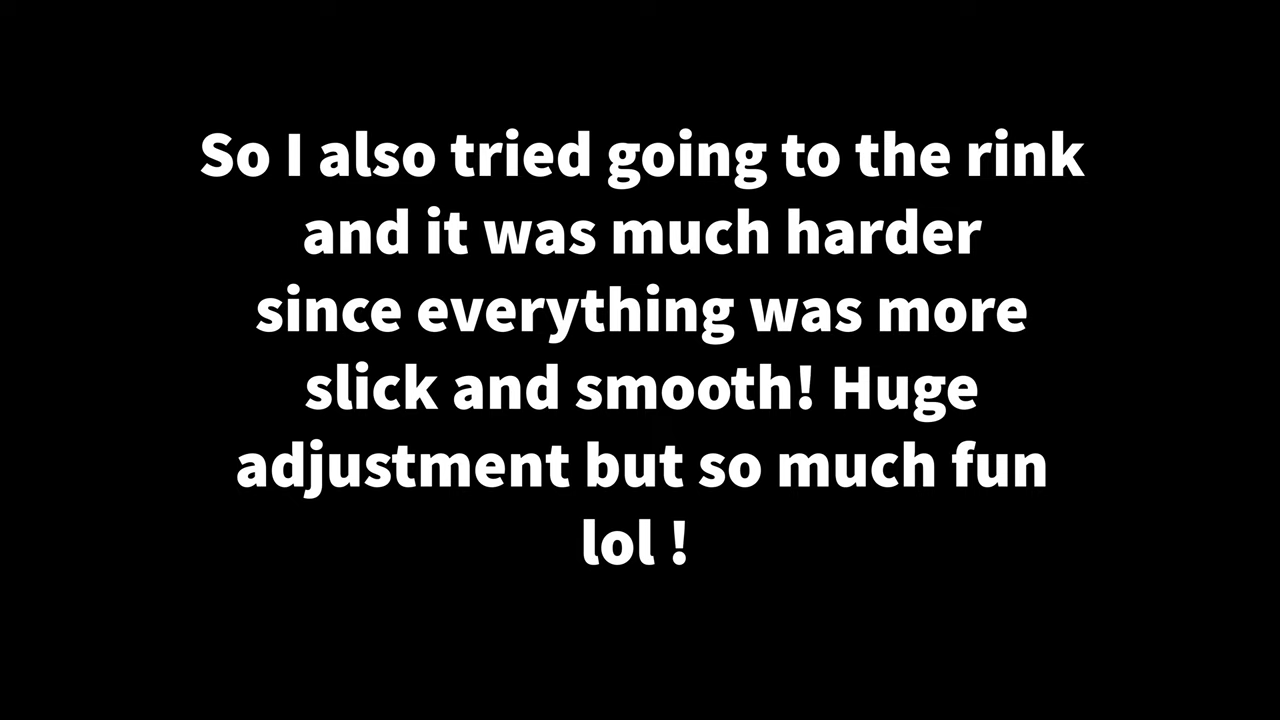 So I also tried going to the rink
and it was much harder
since everything was more
slick and smooth! Huge
adjustment but so much fun
lol !